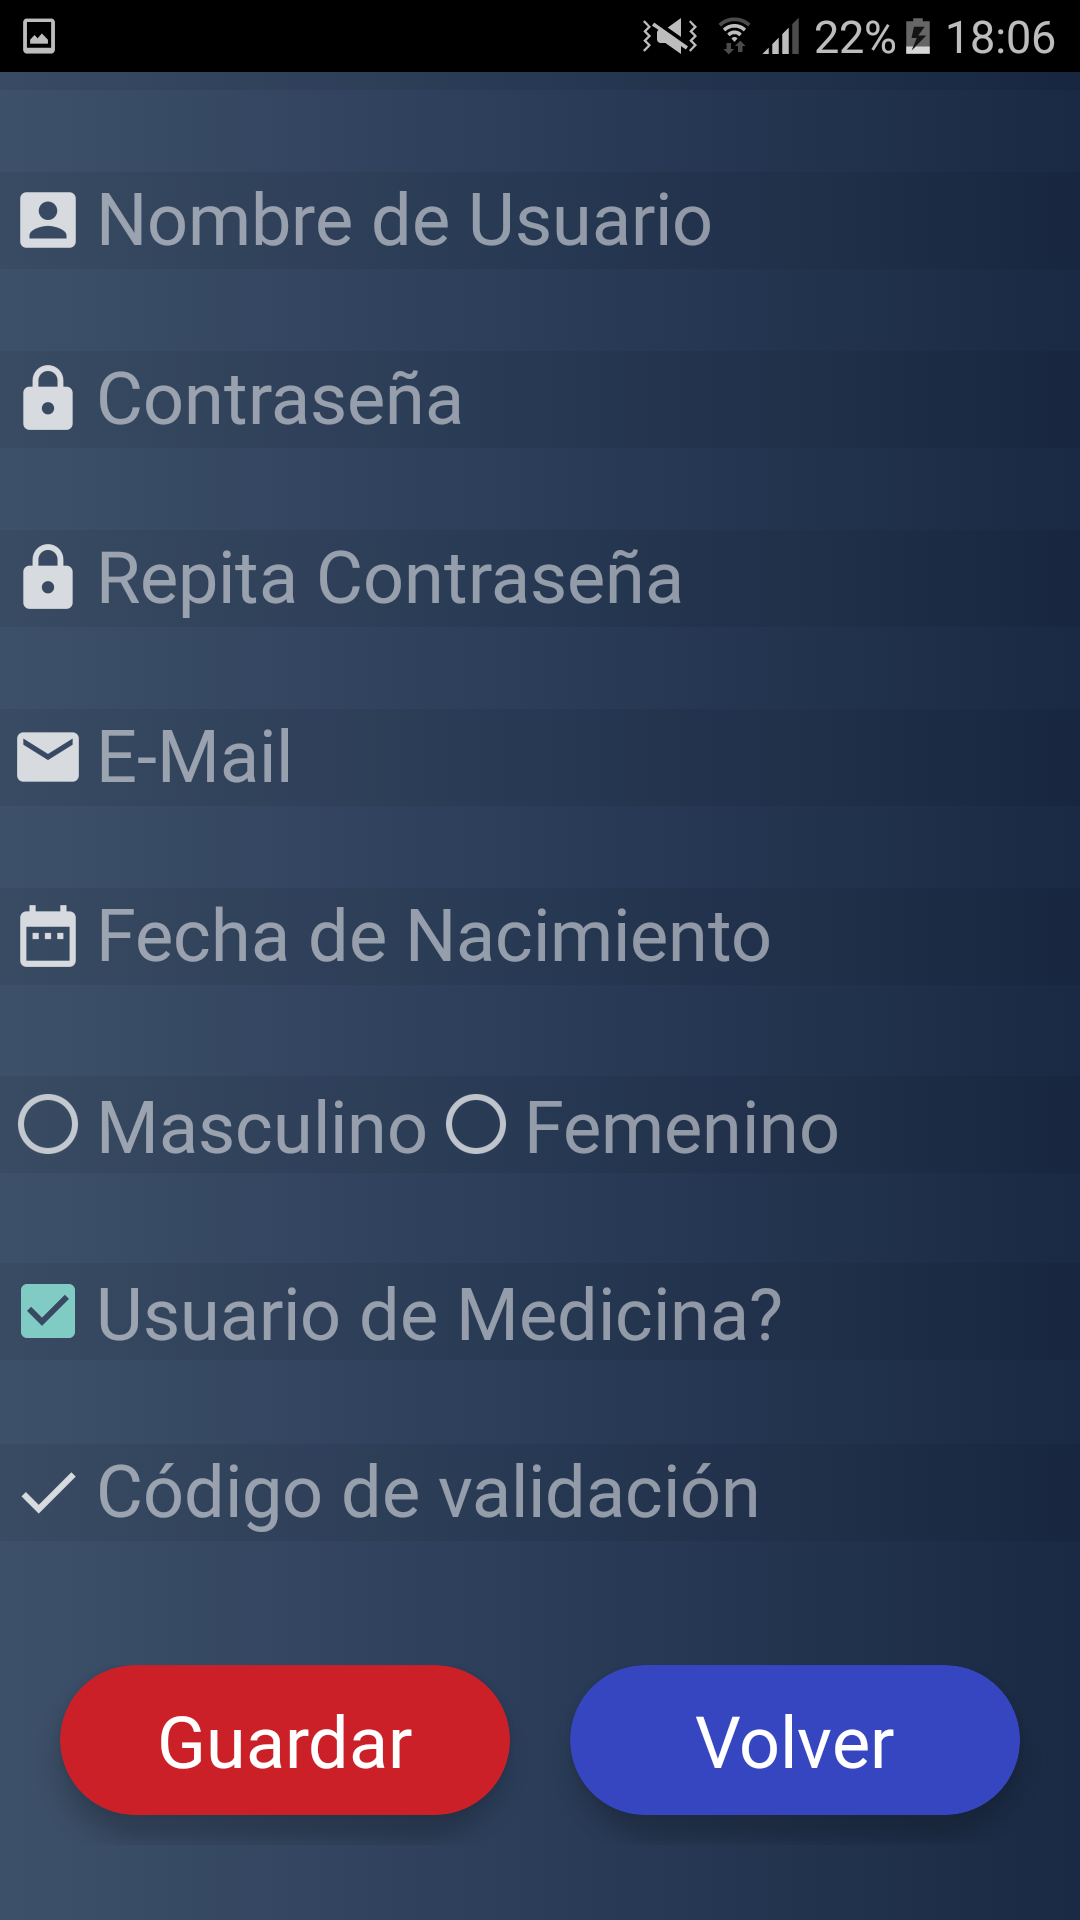 22% 18:06
Nombre de Usuario
Contraseña
Repita Contraseña
E-Mail
Fecha de Nacimiento
Masculino Femenino
Usuario de Medicina?
Código de validación
Guardar Volver